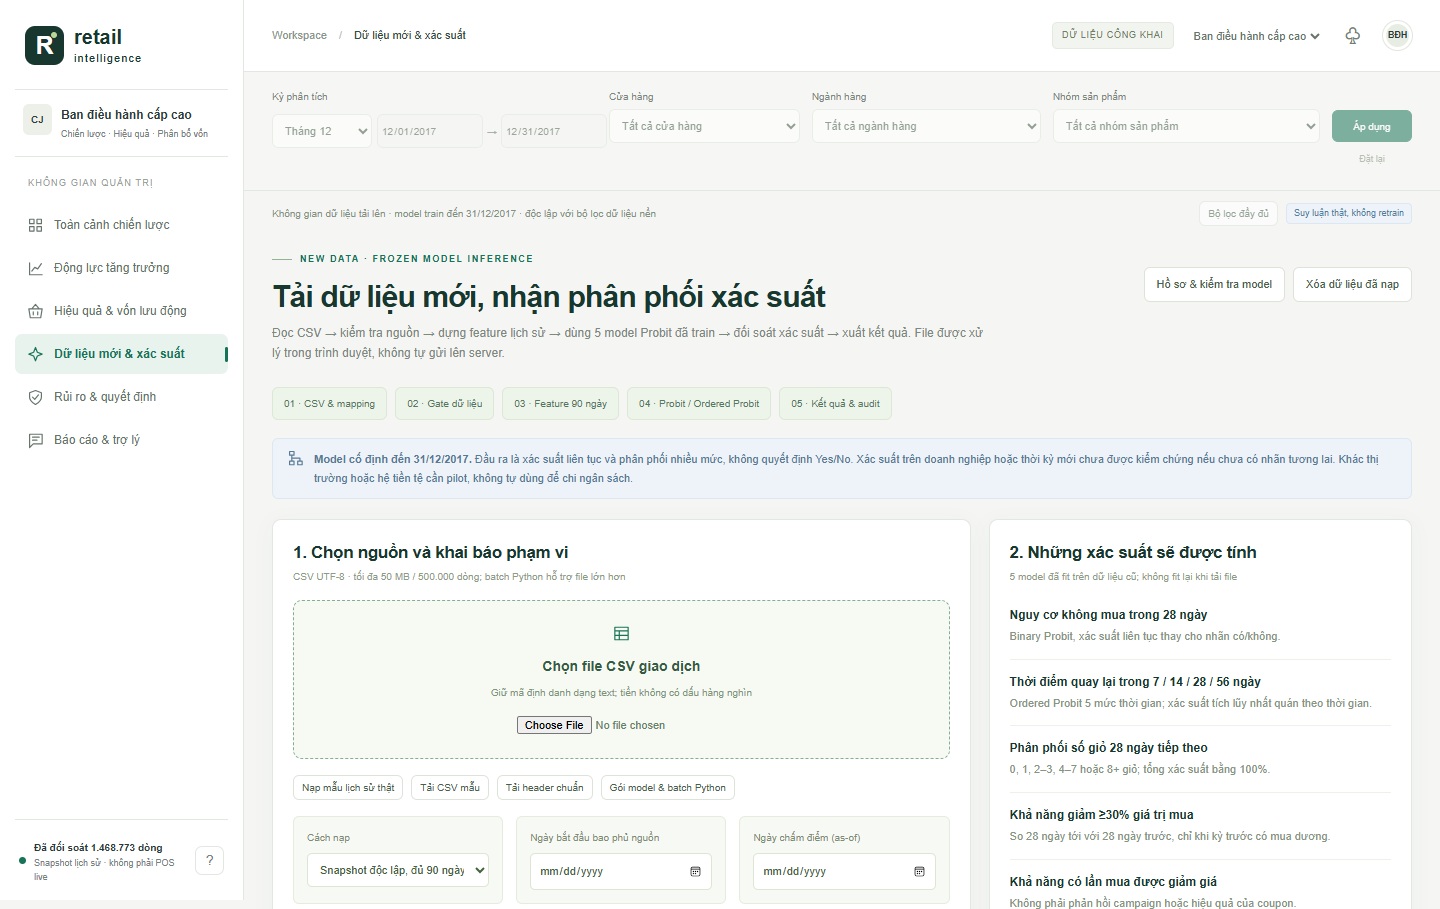 R
retail
intelligence
CJ
Ban điều hành cấp cao
Chiến lược · Hiệu quả · Phân bổ vốn
KHÔNG GIAN QUẢN TRỊ
Toàn cảnh chiến lược
Động lực tăng trưởng
Hiệu quả & vốn lưu động
Dữ liệu mới & xác suất
Rủi ro & quyết định
Báo cáo & trợ lý
Đã đối soát 1.468.773 dòng
Snapshot lịch sử · không phải POS
live
?
Workspace / Dữ liệu mới & xác suất
DỮ LIỆU CÔNG KHAI
Ban điều hành cấp cao
BĐH
Kỳ phân tích
Cửa hàng
Ngành hàng
Nhóm sản phẩm
Tháng 12
12/01/2017
→
12/31/2017
Tất cả cửa hàng
Tất cả ngành hàng
Tất cả nhóm sản phẩm
Áp dụng
Đặt lại
Không gian dữ liệu tải lên · model train đến 31/12/2017 · độc lập với bộ lọc dữ liệu nền
Bộ lọc đầy đủ
Suy luận thật, không retrain
NEW DATA · FROZEN MODEL INFERENCE
Tải dữ liệu mới, nhận phân phối xác suất
Hồ sơ & kiểm tra model
Xóa dữ liệu đã nạp
Đọc CSV → kiểm tra nguồn → dựng feature lịch sử → dùng 5 model Probit đã train → đối soát xác suất → xuất kết quả. File được xử
lý trong trình duyệt, không tự gửi lên server.
01 · CSV & mapping
02 · Gate dữ liệu
03 · Feature 90 ngày
04 · Probit / Ordered Probit
05 · Kết quả & audit
Model cố định đến 31/12/2017. Đầu ra là xác suất liên tục và phân phối nhiều mức, không quyết định Yes/No. Xác suất trên doanh nghiệp hoặc thời kỳ mới chưa được kiểm chứng nếu chưa có nhãn tương lai. Khác thị
trường hoặc hệ tiền tệ cần pilot, không tự dùng để chi ngân sách.
1. Chọn nguồn và khai báo phạm vi
CSV UTF-8 · tối đa 50 MB / 500.000 dòng; batch Python hỗ trợ file lớn hơn
Chọn file CSV giao dịch
Giữ mã định danh dạng text; tiền không có dấu hàng nghìn
Choose File No file chosen
Nạp mẫu lịch sử thật
Tải CSV mẫu
Tải header chuẩn
Gói model & batch Python
Cách nạp
Snapshot độc lập, đủ 90 ngày
Ngày bắt đầu bao phủ nguồn
mm/dd/yyyy
Ngày chấm điểm (as-of)
mm/dd/yyyy
2. Những xác suất sẽ được tính
5 model đã fit trên dữ liệu cũ; không fit lại khi tải file
Nguy cơ không mua trong 28 ngày
Binary Probit, xác suất liên tục thay cho nhãn có/không.
Thời điểm quay lại trong 7 / 14 / 28 / 56 ngày
Ordered Probit 5 mức thời gian; xác suất tích lũy nhất quán theo thời gian.
Phân phối số giỏ 28 ngày tiếp theo
0, 1, 2–3, 4–7 hoặc 8+ giỏ; tổng xác suất bằng 100%.
Khả năng giảm ≥30% giá trị mua
So 28 ngày tới với 28 ngày trước, chỉ khi kỳ trước có mua dương.
Khả năng có lần mua được giảm giá
Không phải phản hồi campaign hoặc hiệu quả của coupon.